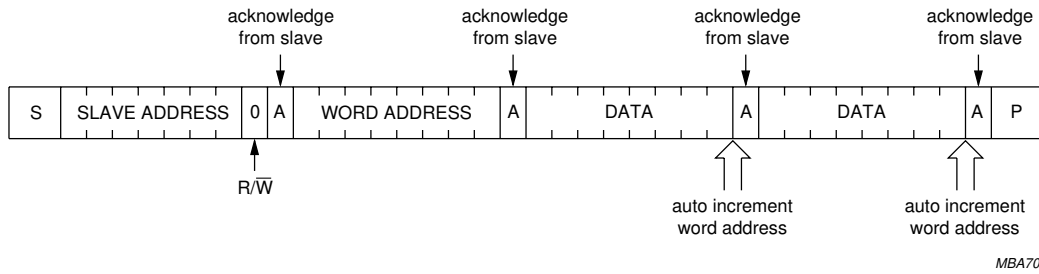 acknowledge from slave
acknowledge from slave
acknowledge from slave
acknowledge from slave
S SLAVE ADDRESS 0 A WORD ADDRESS A DATA A DATA A P
R/W̅
auto increment word address
auto increment word address
MBA70